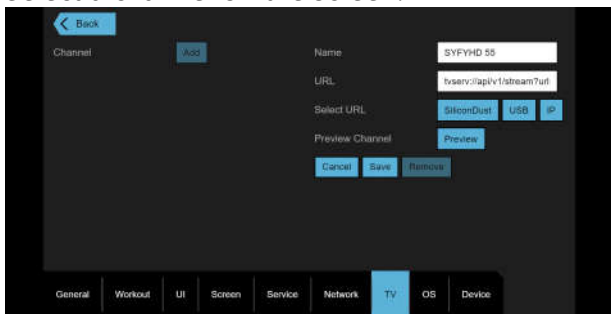 Back
Channel Add
Name SYFYHD 55
URL tvserv://api/v1/stream?url
Select URL SiliconDust USB IP
Preview Channel Preview
Cancel Save Remove
General Workout UI Screen Service Network TV OS Device